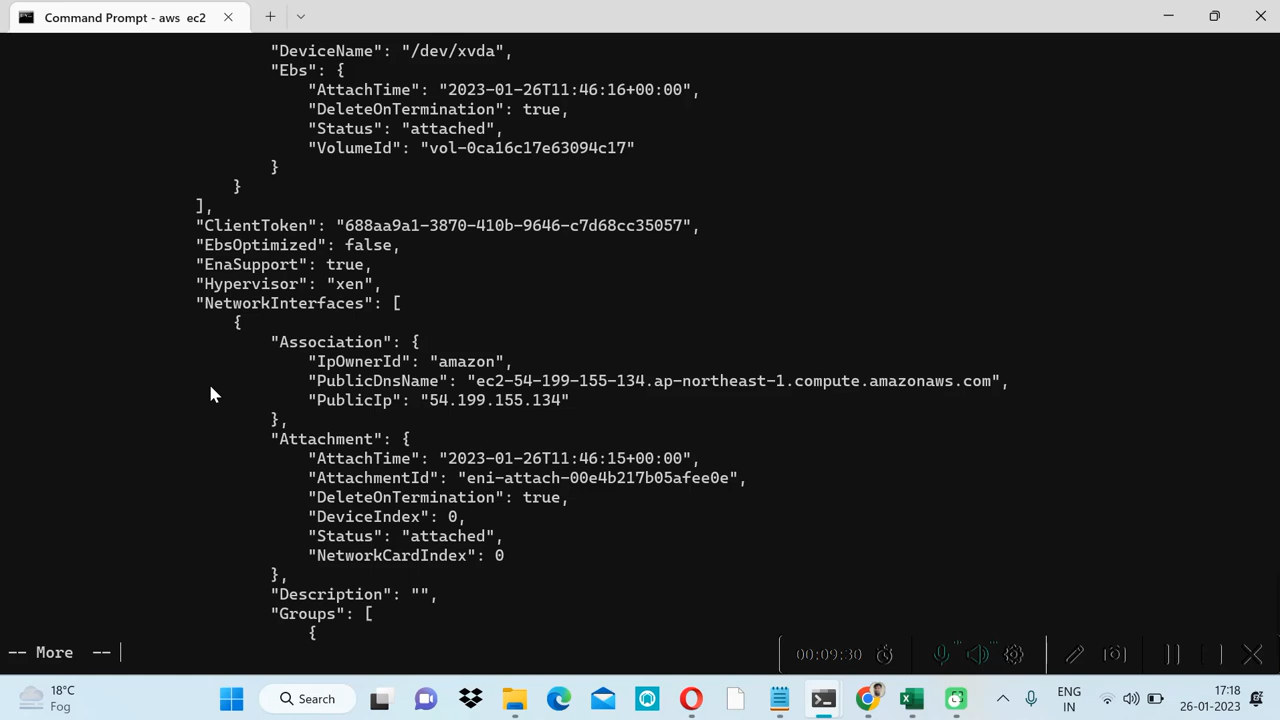 Command Prompt - aws  ec2
"DeviceName": "/dev/xvda",
"Ebs": {
"AttachTime": "2023-01-26T11:46:16+00:00",
"DeleteOnTermination": true,
"Status": "attached",
"VolumeId": "vol-0ca16c17e63094c17"
}
}
],
"ClientToken": "688aa9a1-3870-410b-9646-c7d68cc35057",
"EbsOptimized": false,
"EnaSupport": true,
"Hypervisor": "xen",
"NetworkInterfaces": [
{
"Association": {
"IpOwnerId": "amazon",
"PublicDnsName": "ec2-54-199-155-134.ap-northeast-1.compute.amazonaws.com",
"PublicIp": "54.199.155.134"
},
"Attachment": {
"AttachTime": "2023-01-26T11:46:15+00:00",
"AttachmentId": "eni-attach-00e4b217b05afee0e",
"DeleteOnTermination": true,
"DeviceIndex": 0,
"Status": "attached",
"NetworkCardIndex": 0
},
"Description": "",
"Groups": [
{
-- More  --
00:09:30
18°C
Fog
Search
ENG
IN
17:18
26-01-2023